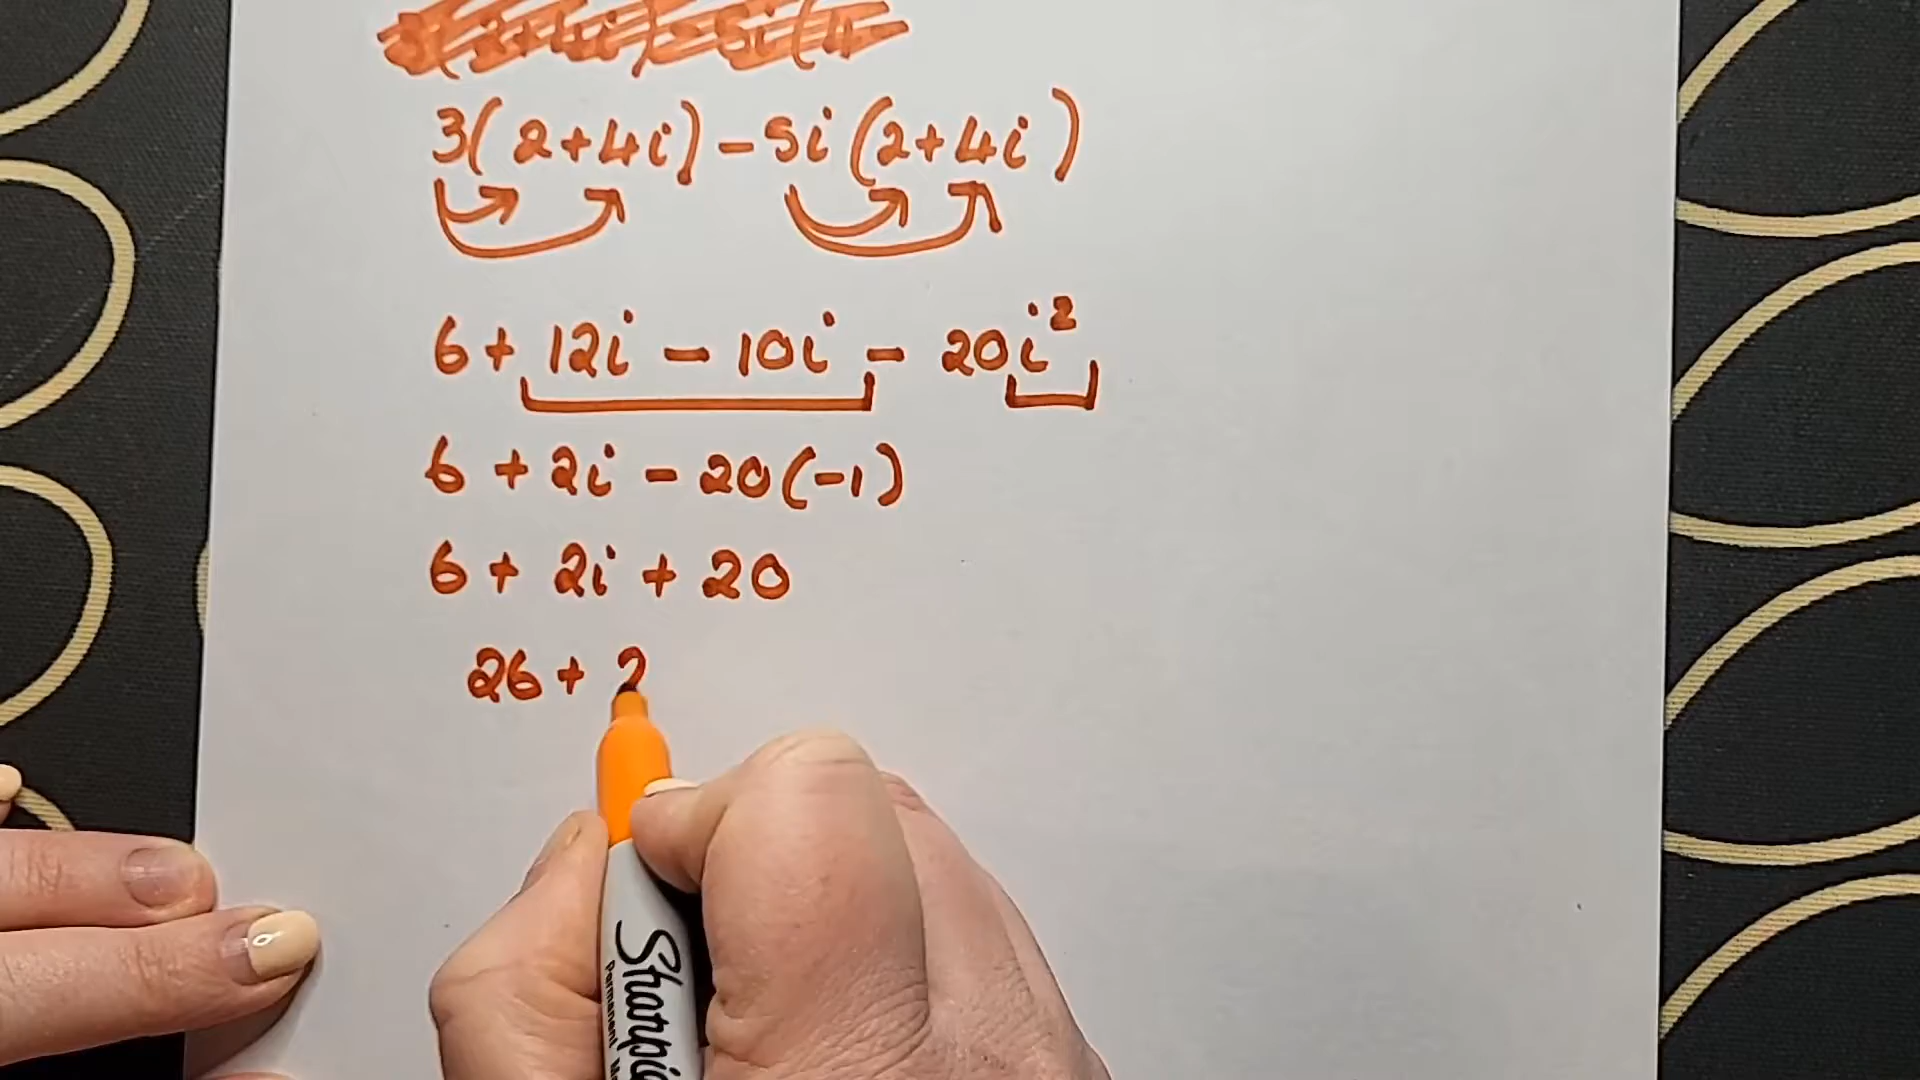 3(2+4i)-5i(2+4i)
6+12i-10i-20i²
6+2i-20(-1)
6+2i+20
26+2
Sharpie
Permanent